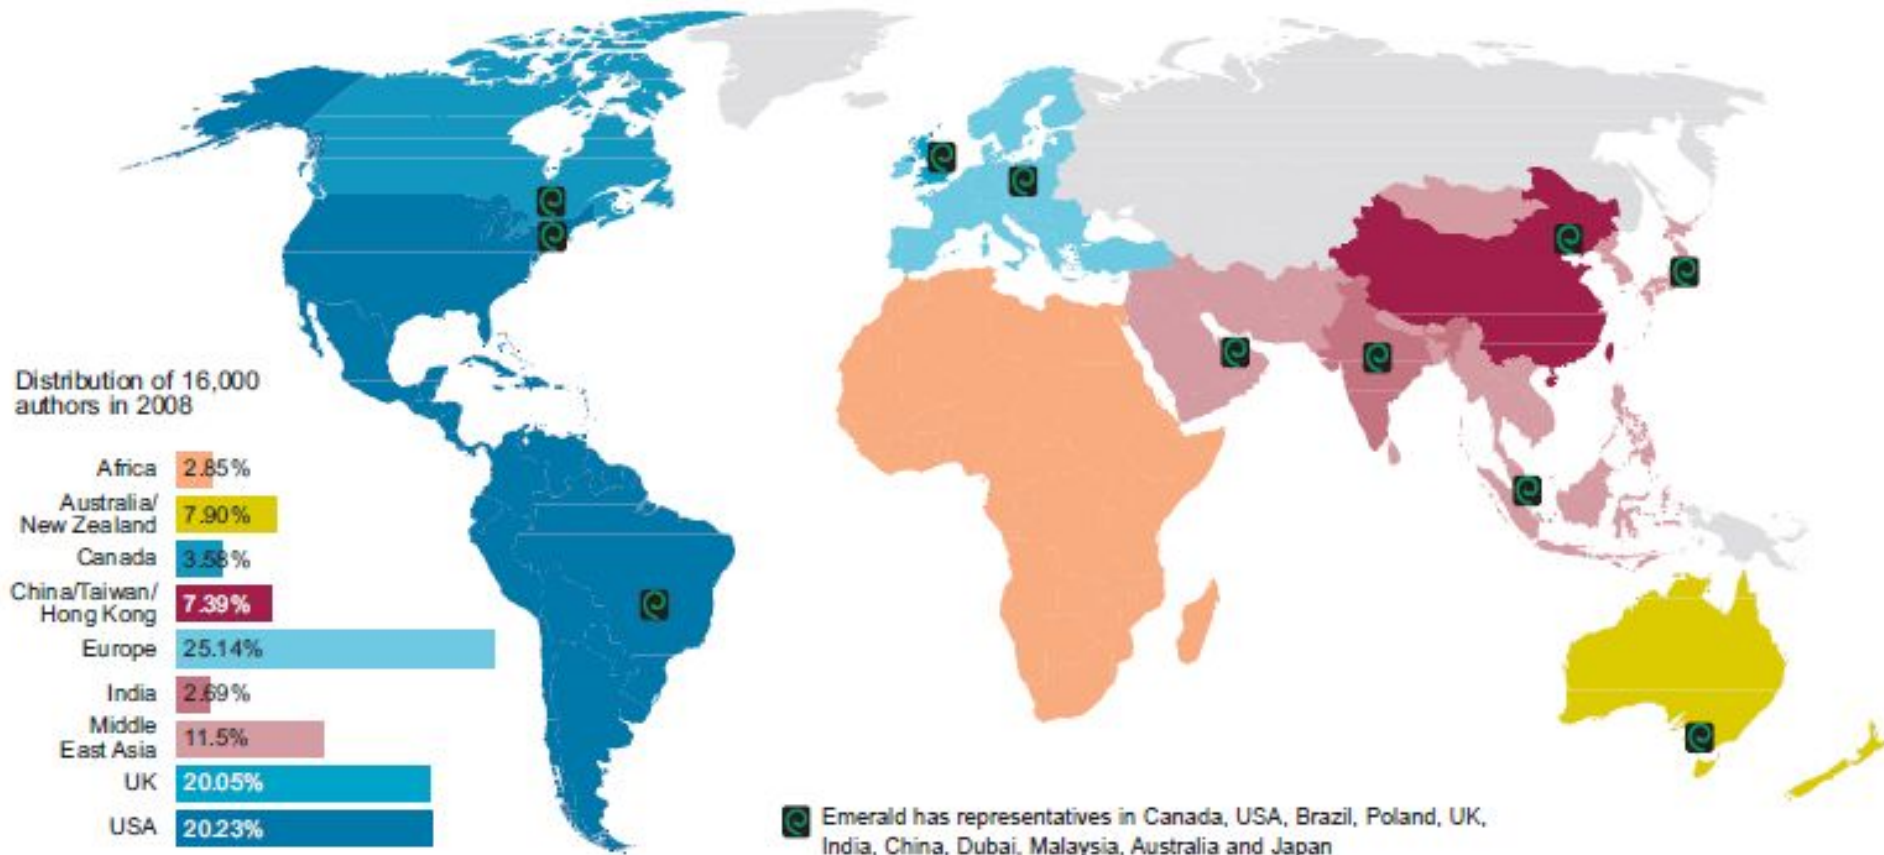 Distribution of 16,000
authors in 2008
Africa 2.85%
Australia/
New Zealand 7.90%
Canada 3.58%
China/Taiwan/
Hong Kong 7.39%
Europe 25.14%
India 2.69%
Middle
East Asia 11.5%
UK 20.05%
USA 20.23%
Emerald has representatives in Canada, USA, Brazil, Poland, UK,
India, China, Dubai, Malaysia, Australia and Japan